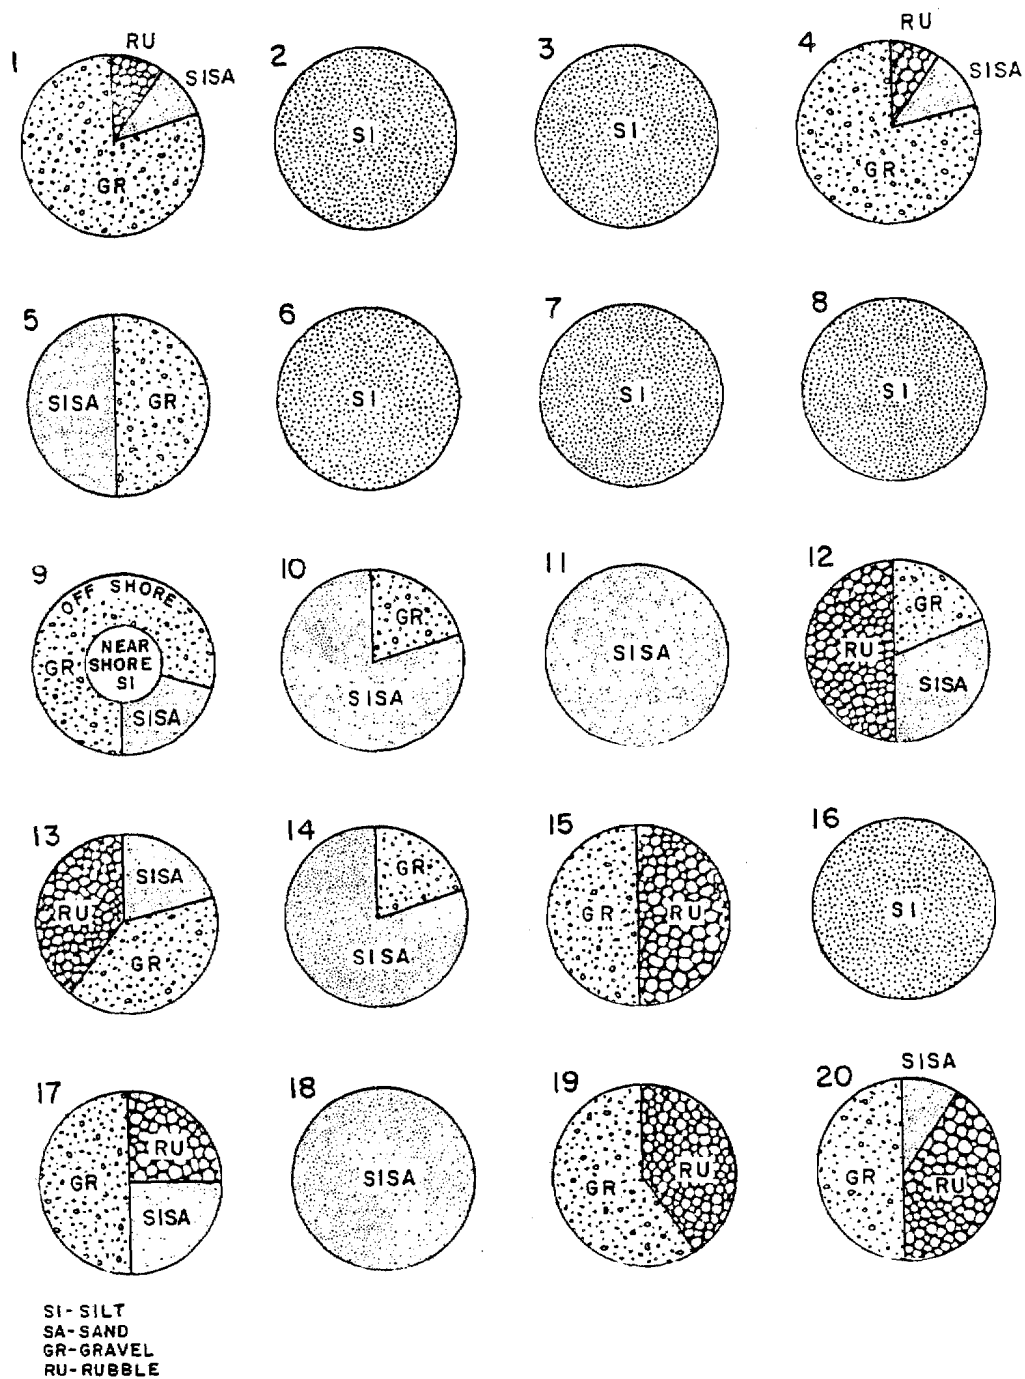 1
RU
SISA
GR
2
SI
3
SI
4
RU
SISA
GR
5
SISA
GR
6
SI
7
SI
8
SI
9
OFF SHORE
NEAR
SHORE
SI
GR
SISA
10
GR
SISA
11
SISA
12
GR
RU
SISA
13
SISA
RU
GR
14
GR
SISA
15
GR
RU
16
SI
17
RU
GR
SISA
18
SISA
19
RU
GR
20
SISA
GR
RU
SI-SILT
SA-SAND
GR-GRAVEL
RU-RUBBLE